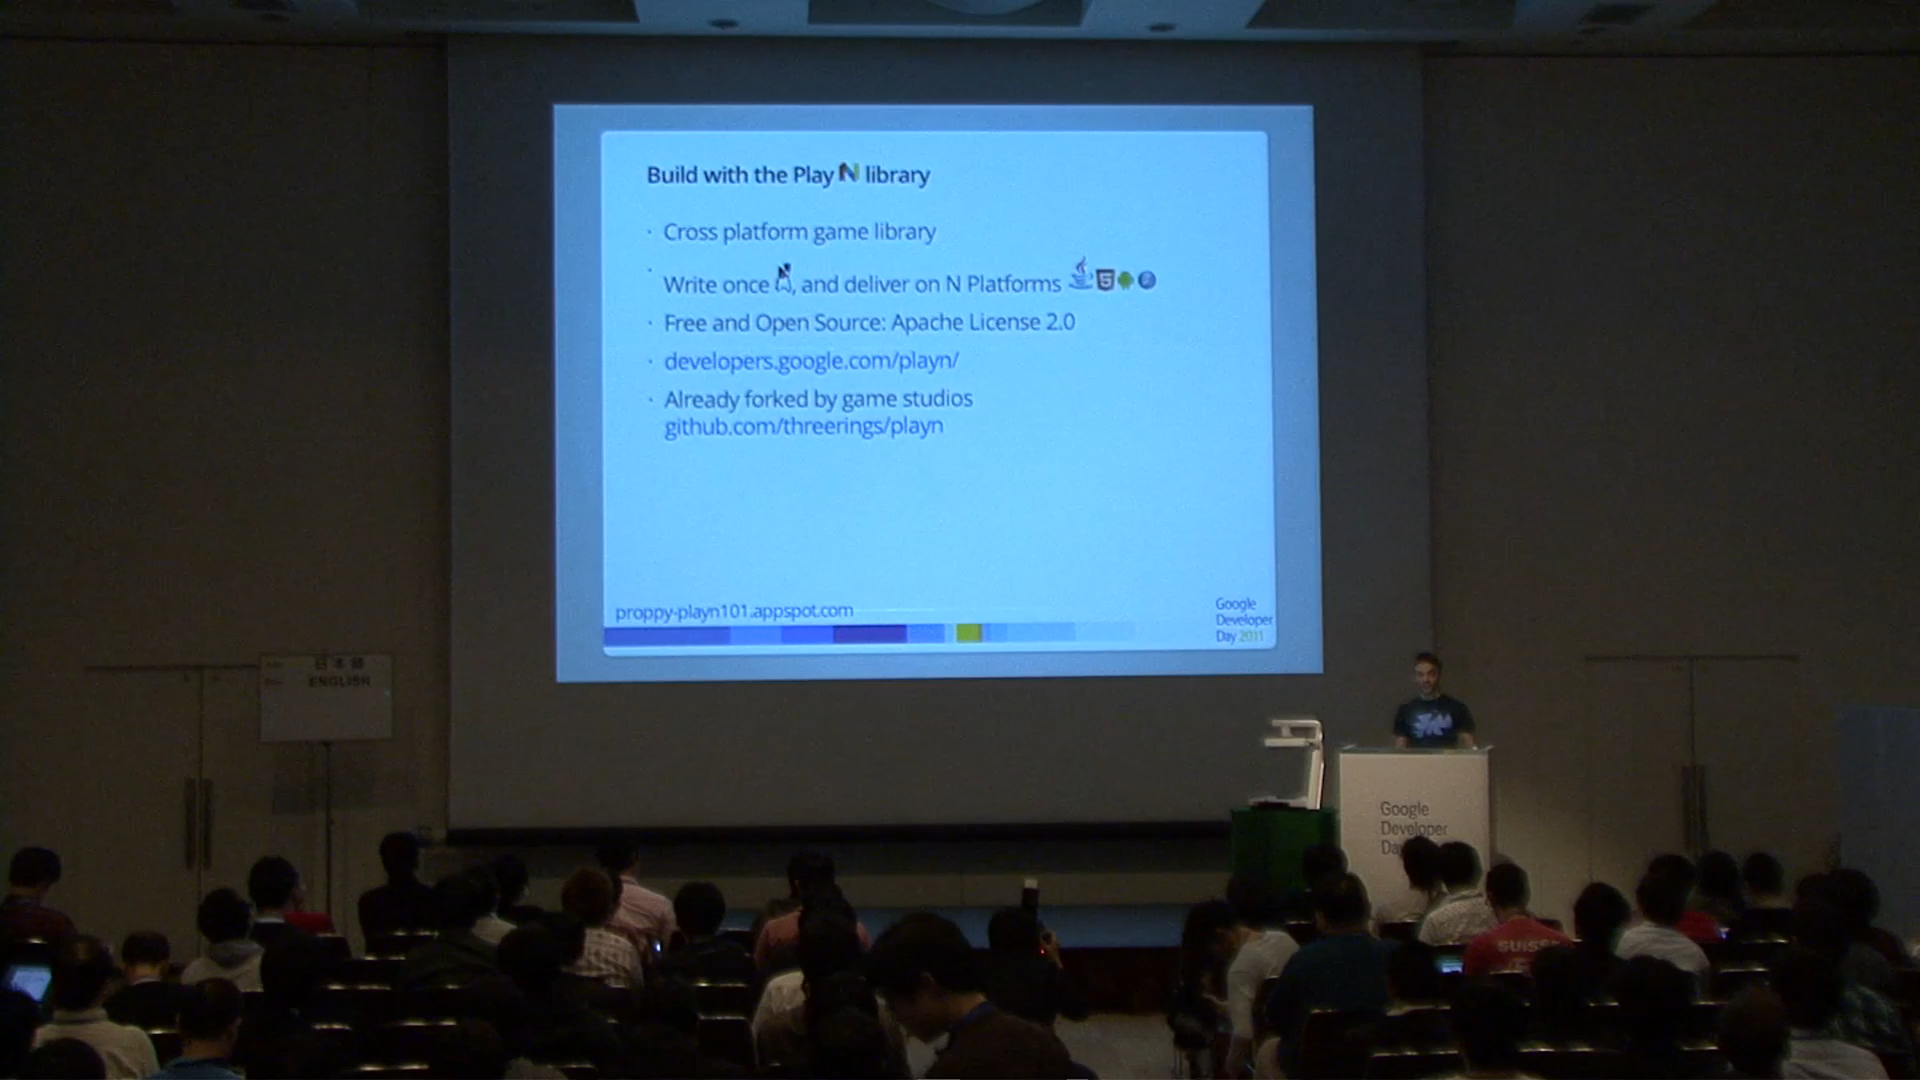 Build with the Play N library
· Cross platform game library
· Write once , and deliver on N Platforms
· Free and Open Source: Apache License 2.0
· developers.google.com/playn/
· Already forked by game studios
github.com/threerings/playn
proppy-playn101.appspot.com
Google
Developer
Day 2011
日本語
ENGLISH
Google
Developer
Da
SUISSE